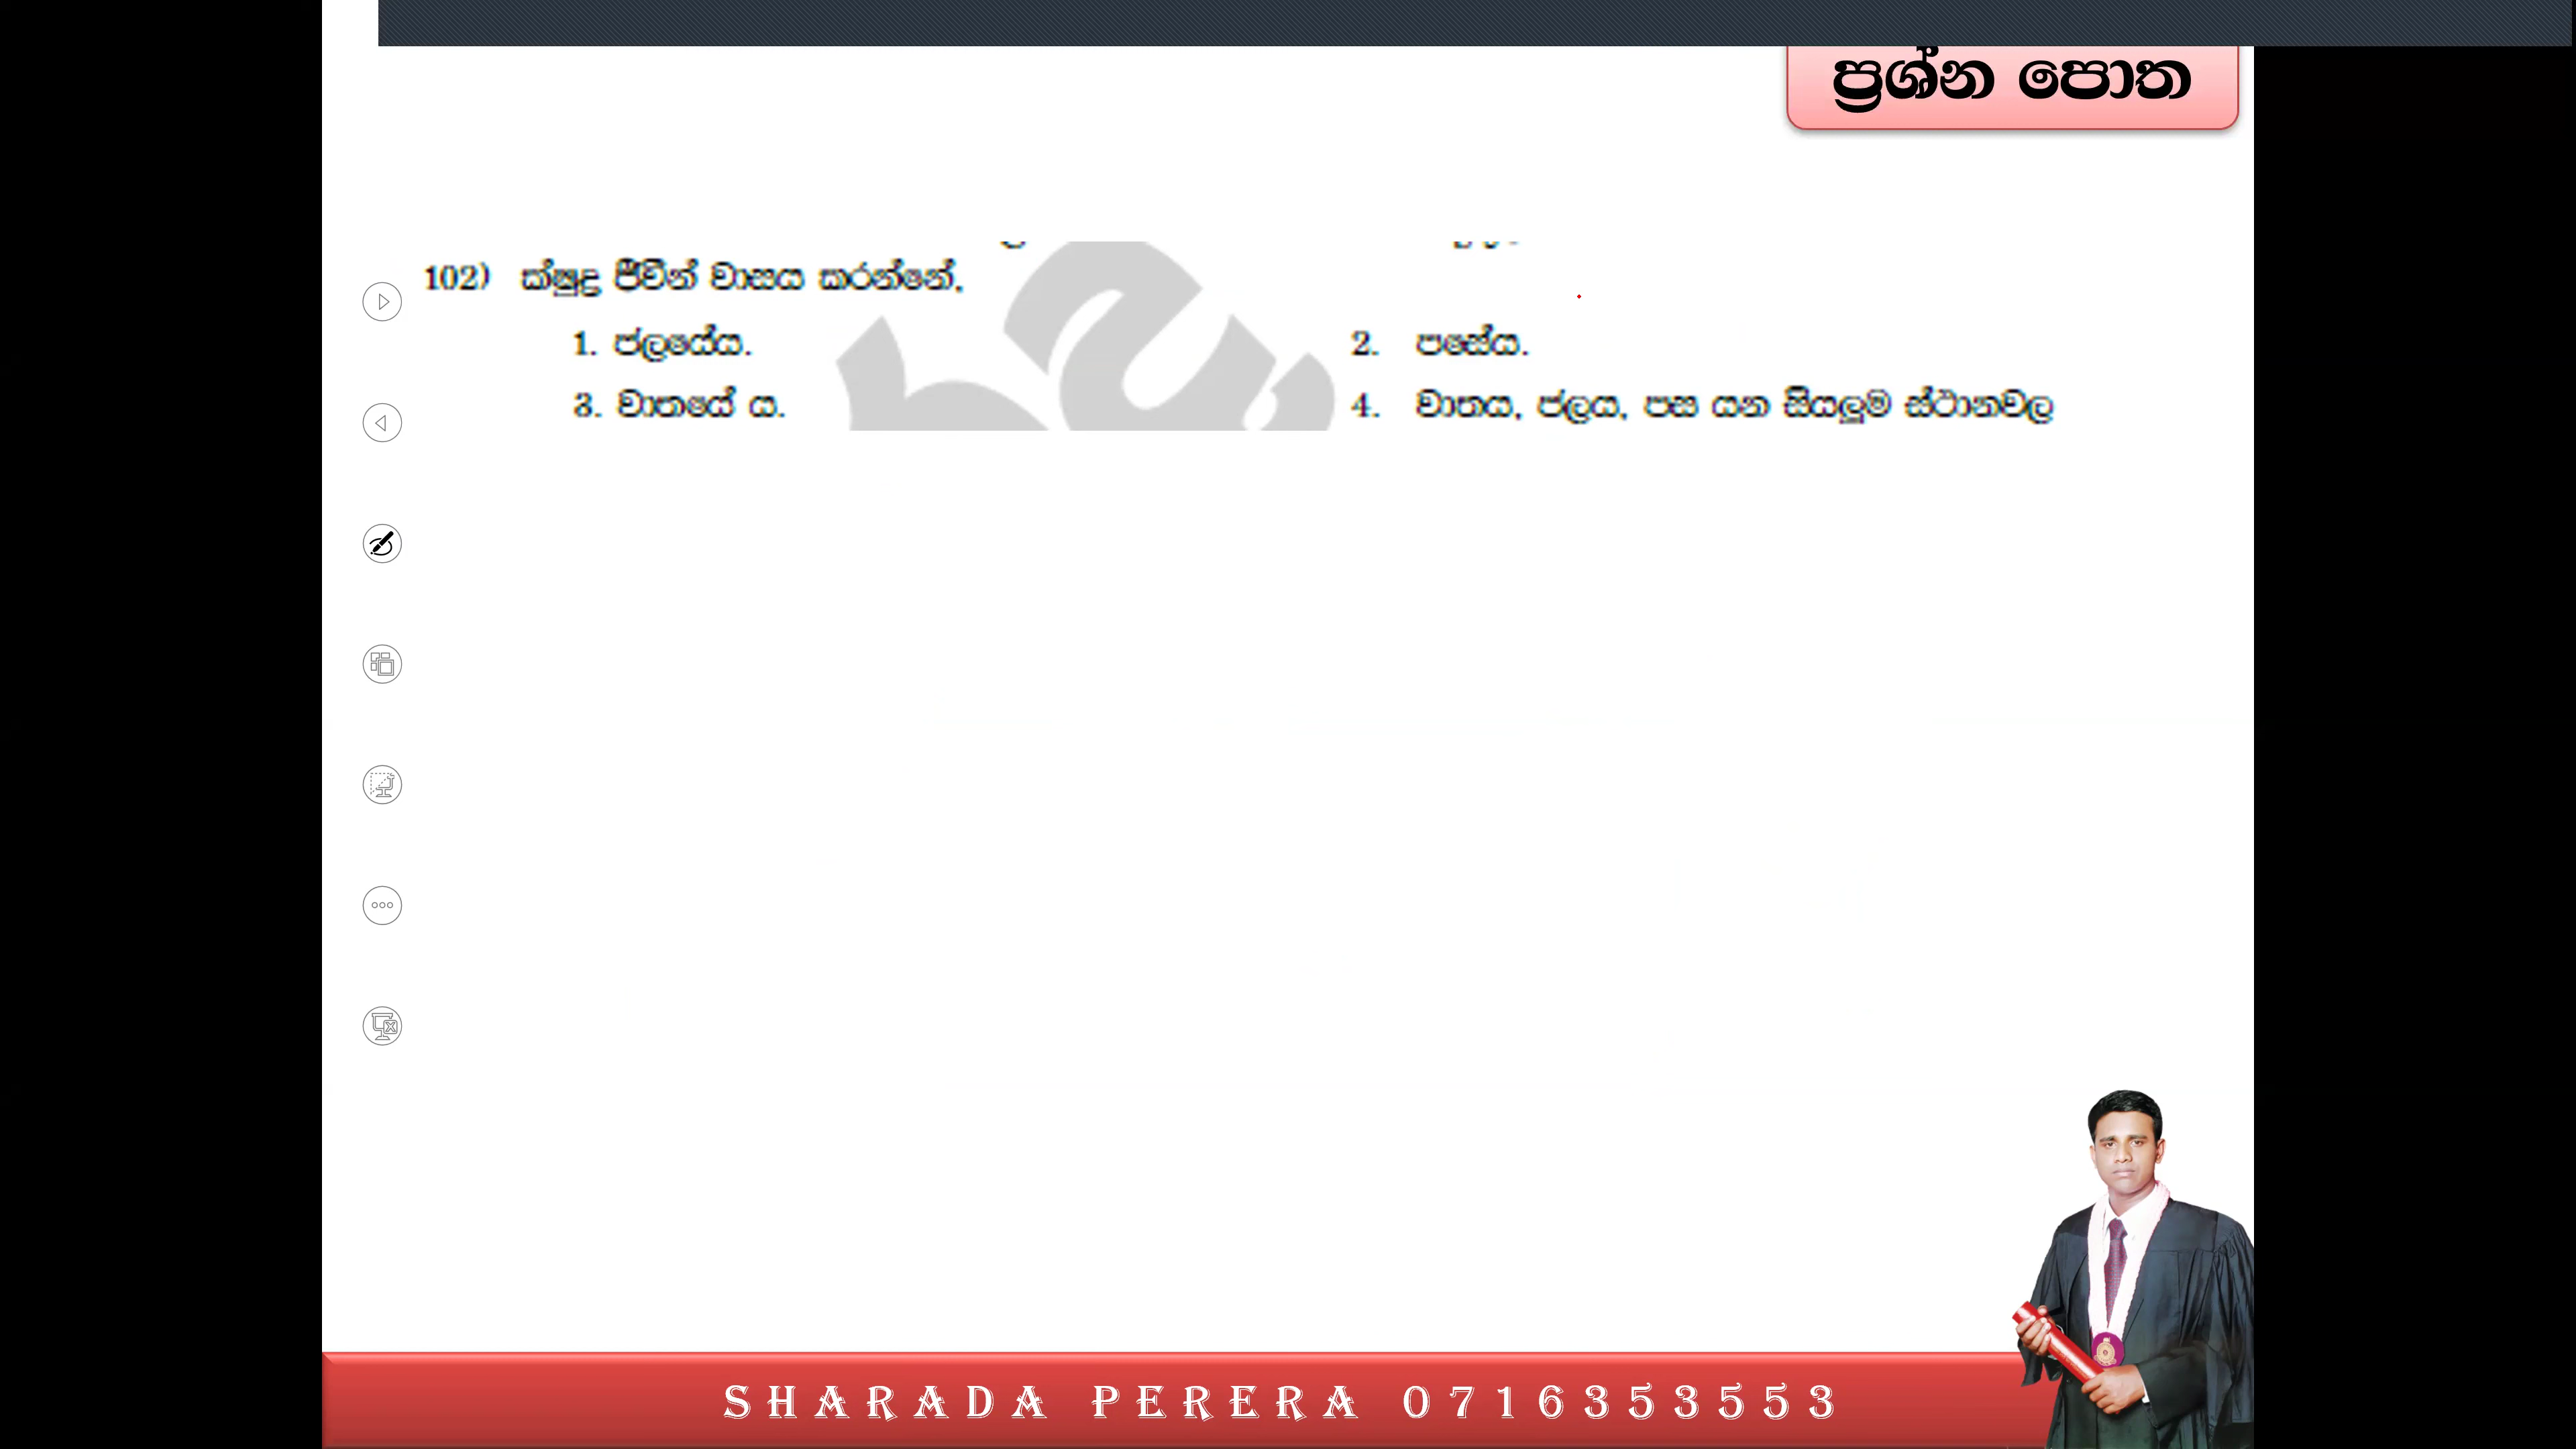 ප්‍රශ්න පොත
102) ක්ෂුද්‍ර ජීවීන් වාසය කරන්නේ,
1. ජලයේය.
2. පසේය.
3. වාතයේ ය.
4. වාතය, ජලය, පස යන සියලුම ස්ථානවල
SHARADA PERERA 0716353553